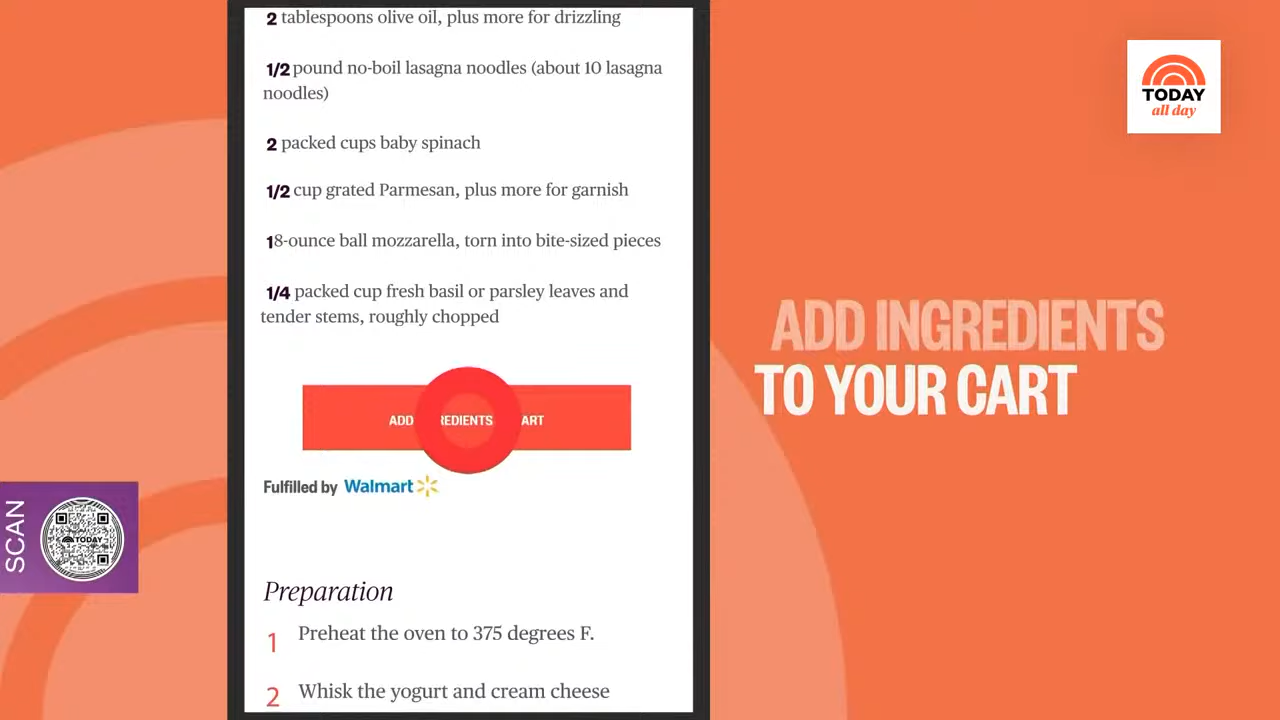 2 tablespoons olive oil, plus more for drizzling
1/2 pound no-boil lasagna noodles (about 10 lasagna
noodles)
2 packed cups baby spinach
1/2 cup grated Parmesan, plus more for garnish
18-ounce ball mozzarella, torn into bite-sized pieces
1/4 packed cup fresh basil or parsley leaves and
tender stems, roughly chopped
ADD REDIENTS ART
Fulfilled by Walmart
Preparation
1 Preheat the oven to 375 degrees F.
2 Whisk the yogurt and cream cheese
TODAY
all day
ADD INGREDIENTS
TO YOUR CART
SCAN
TODAY